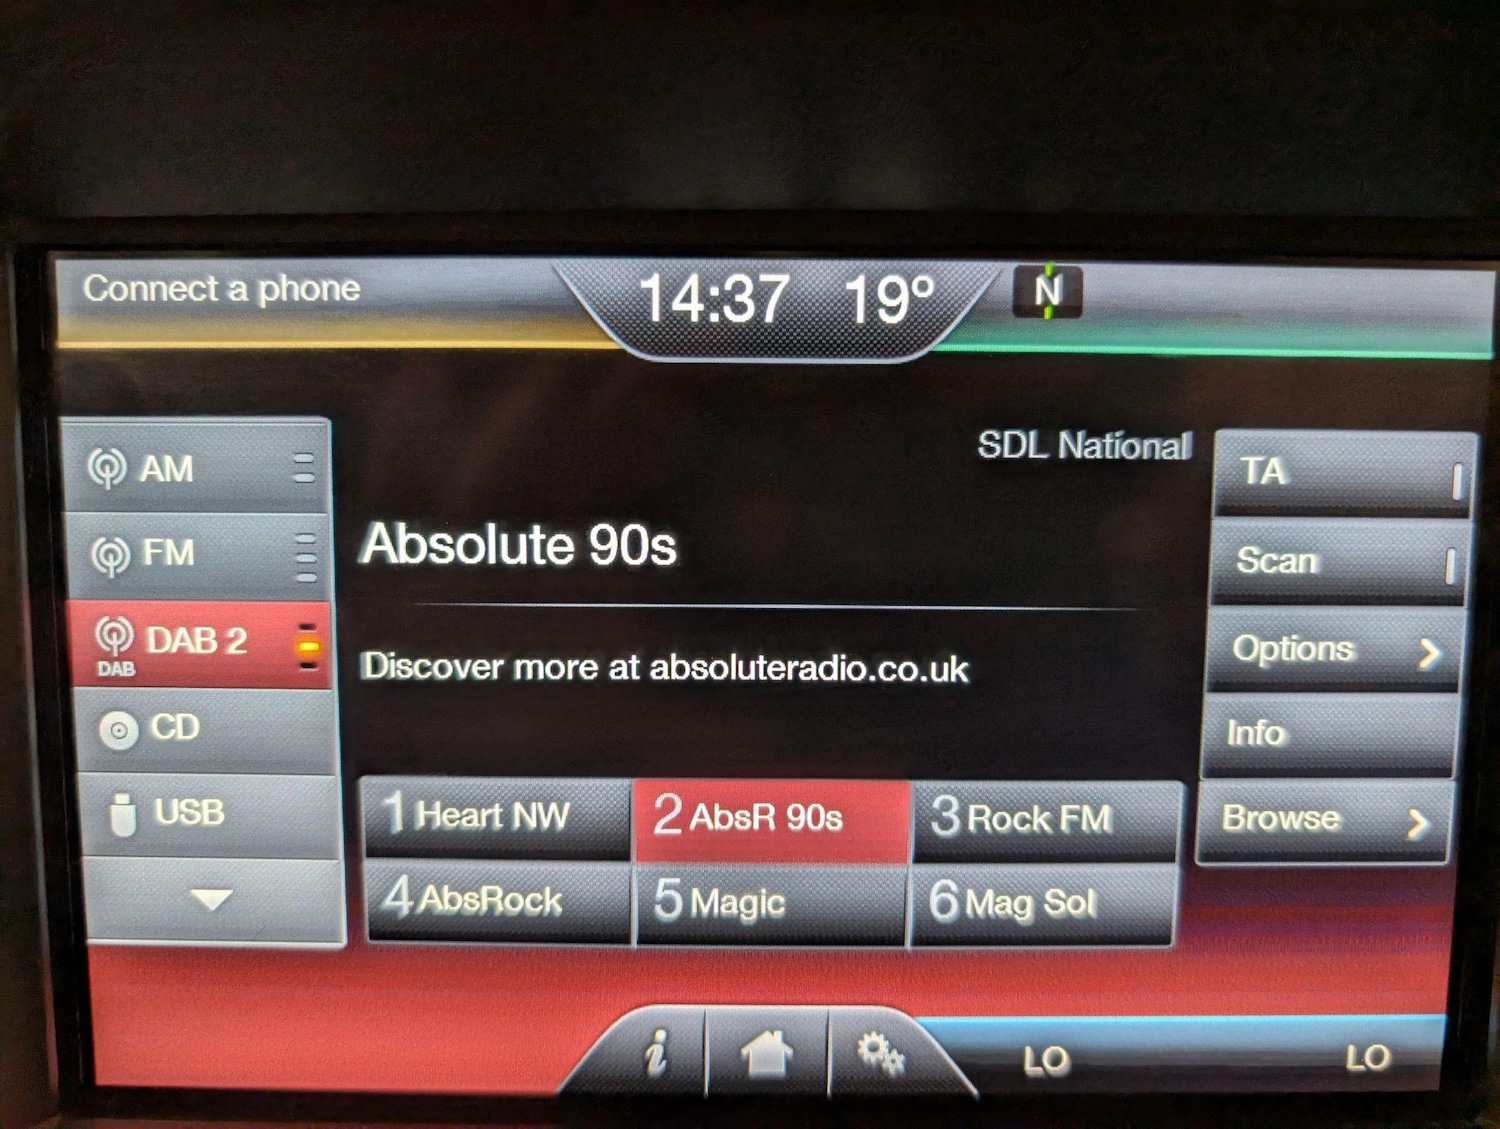 Connect a phone
14:37 19º N
SDL National
AM
FM
DAB 2
DAB
CD
USB
Absolute 90s
Discover more at absoluteradio.co.uk
1 Heart NW
2 AbsR 90s
3 Rock FM
4 AbsRock
5 Magic
6 Mag Sol
TA
Scan
Options
Info
Browse
i
LO
LO